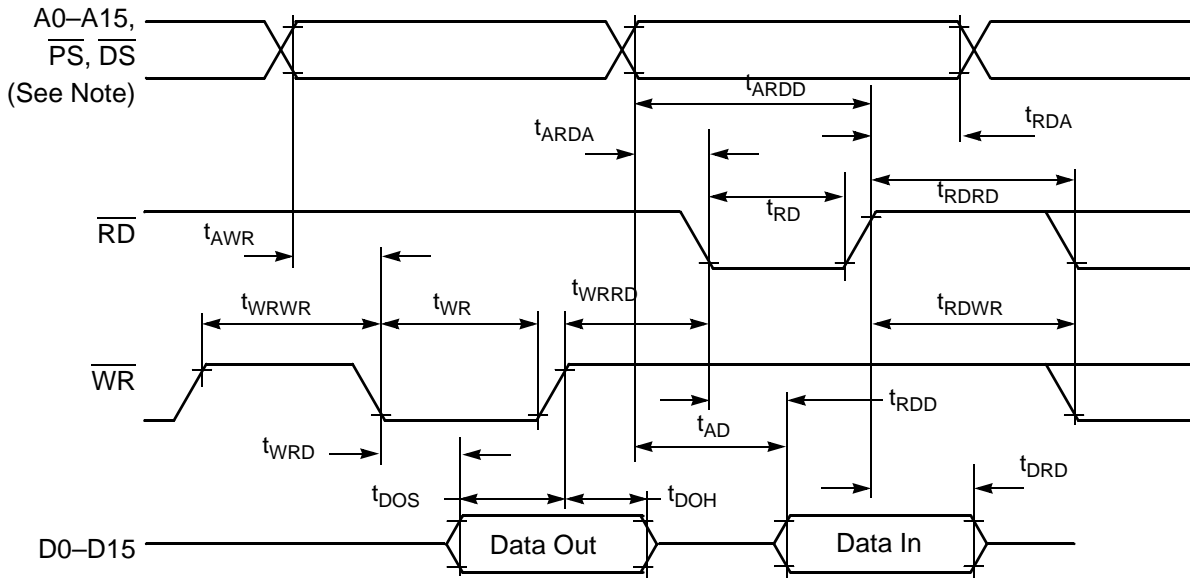 A0–A15,
PS, DS
(See Note)
tARDD
tRDA
tARDA
tRD
tRDRD
RD
tAWR
tWRWR
tWR
tWRRD
tRDWR
WR
tRDD
tAD
tWRD
tDRD
tDOS
tDOH
D0–D15
Data Out
Data In